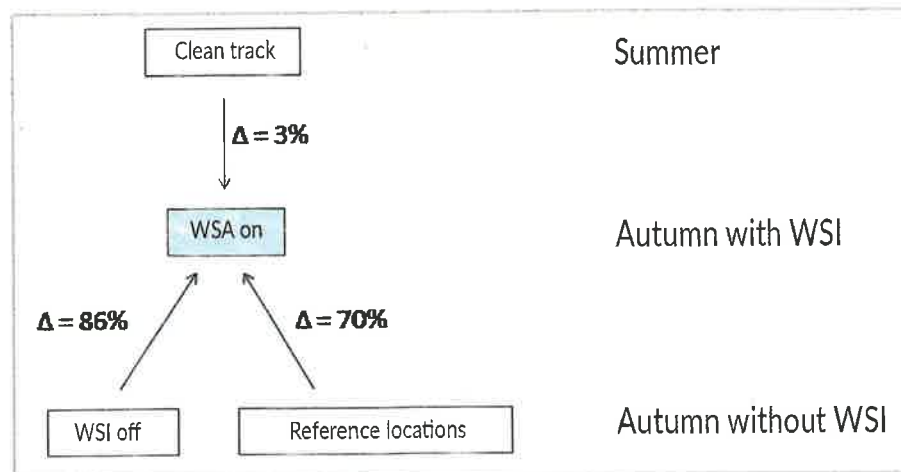 Clean track
Summer
Δ = 3%
WSA on
Autumn with WSI
Δ = 86%
Δ = 70%
WSI off
Reference locations
Autumn without WSI